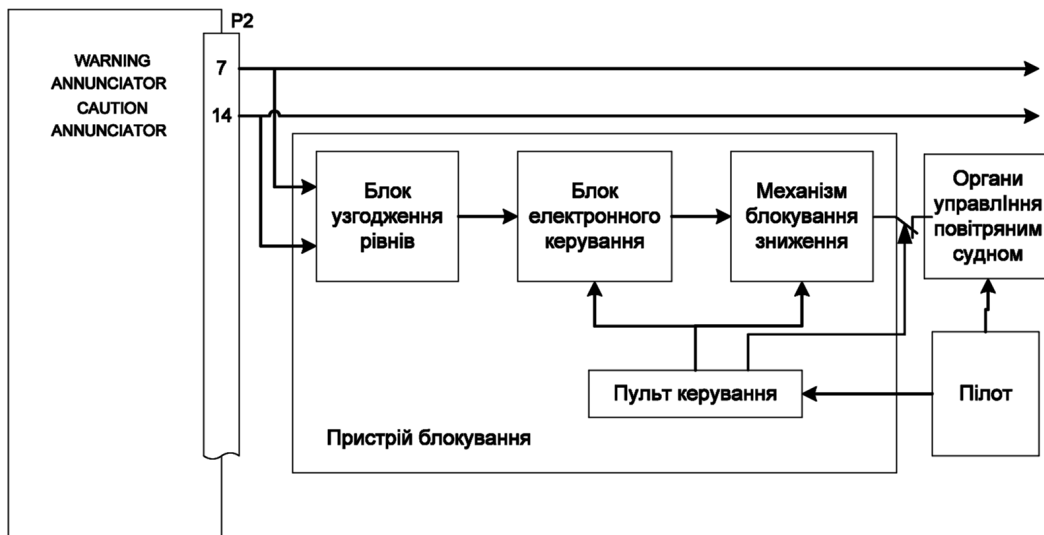 P2
WARNING
ANNUNCIATOR
CAUTION
ANNUNCIATOR
7
14
Блок
узгодження
рівнів
Блок
електронного
керування
Механізм
блокування
зниження
Органи
управління
повітряним
судном
Пульт керування
Пілот
Пристрій блокування